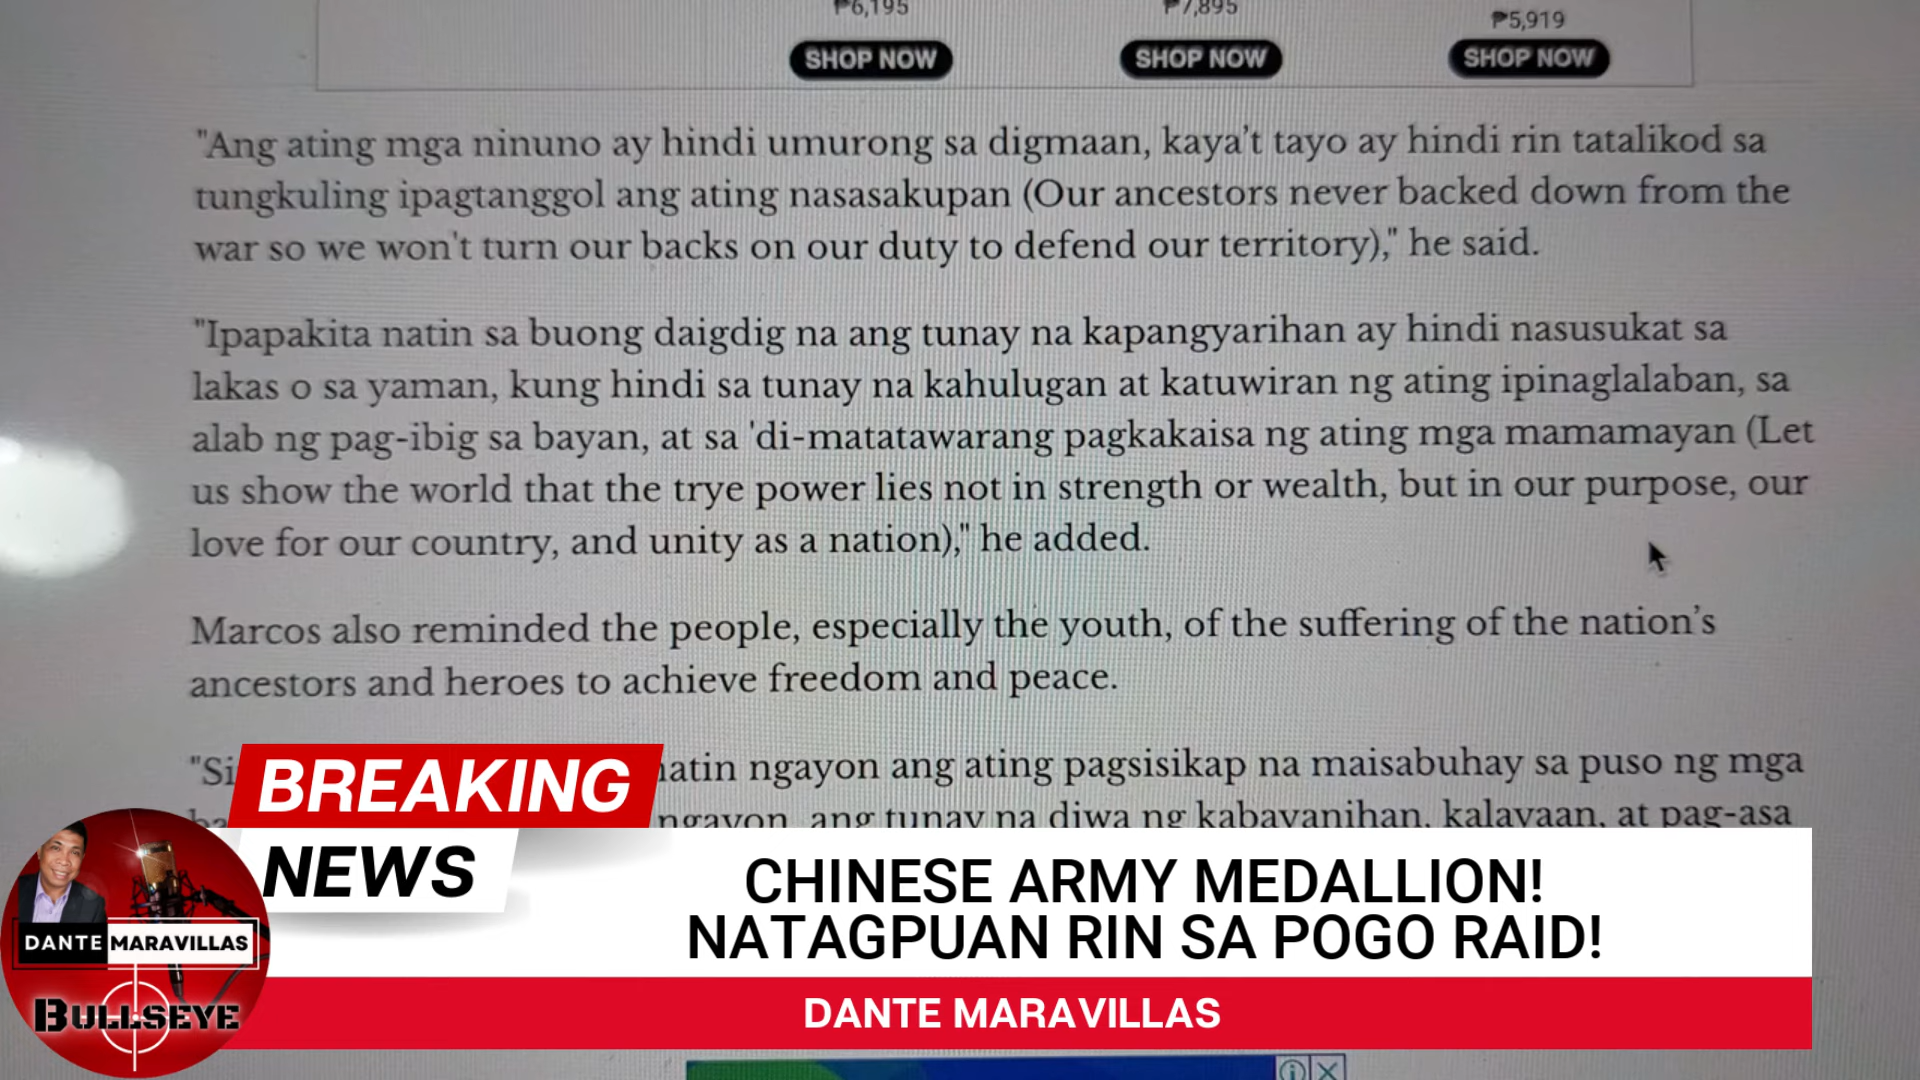 ₱6,195
₱7,895
₱5,919
SHOP NOW
SHOP NOW
SHOP NOW
"Ang ating mga ninuno ay hindi umurong sa digmaan, kaya't tayo ay hindi rin tatalikod sa
tungkuling ipagtanggol ang ating nasasakupan (Our ancestors never backed down from the
war so we won't turn our backs on our duty to defend our territory)," he said.
"Ipapakita natin sa buong daigdig na ang tunay na kapangyarihan ay hindi nasusukat sa
lakas o sa yaman, kung hindi sa tunay na kahulugan at katuwiran ng ating ipinaglalaban, sa
alab ng pag-ibig sa bayan, at sa 'di-matatawarang pagkakaisa ng ating mga mamamayan (Let
us show the world that the trye power lies not in strength or wealth, but in our purpose, our
love for our country, and unity as a nation)," he added.
Marcos also reminded the people, especially the youth, of the suffering of the nation's
ancestors and heroes to achieve freedom and peace.
ngayon ang ating pagsisikap na maisabuhay sa puso ng mga
ngayon, ang tunay na diwa ng kabayanihan, kalayaan, at pag-asa
BREAKING
NEWS
CHINESE ARMY MEDALLION!
NATAGPUAN RIN SA POGO RAID!
DANTE MARAVILLAS
DANTE MARAVILLAS
BULLSEYE